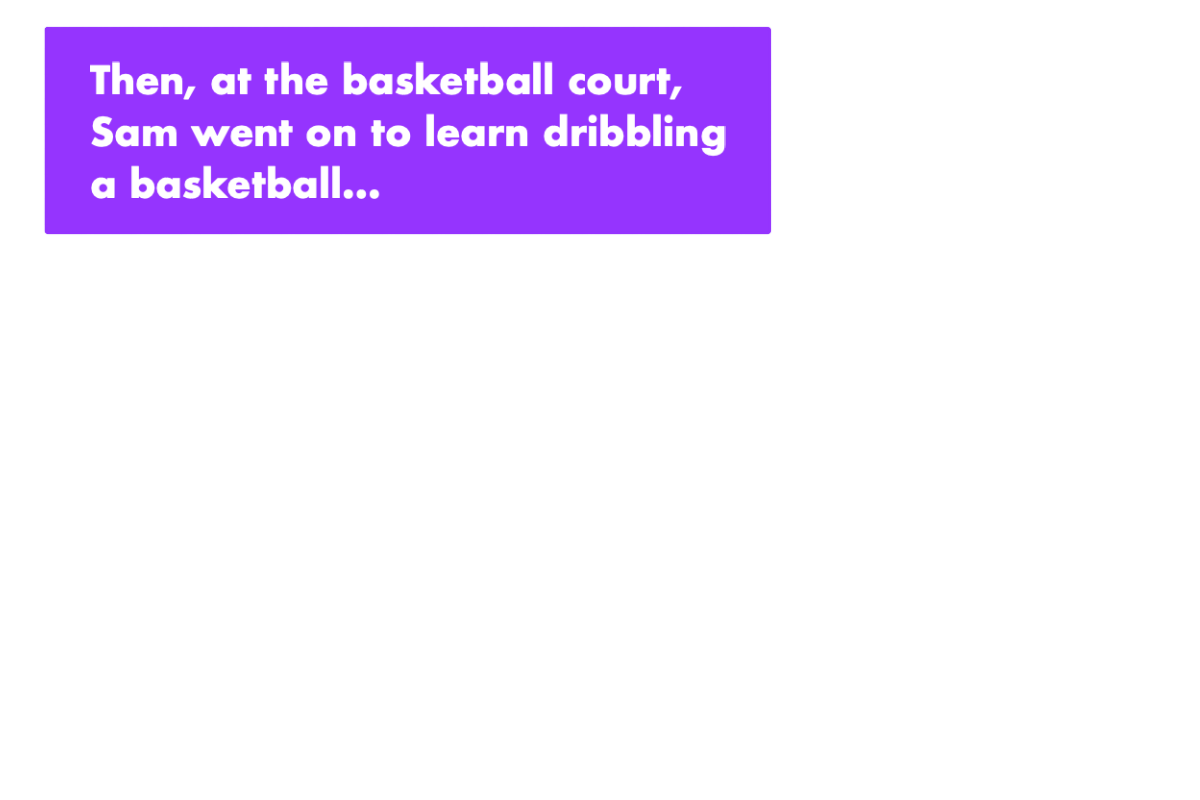 Then, at the basketball court,
Sam went on to learn dribbling
a basketball...